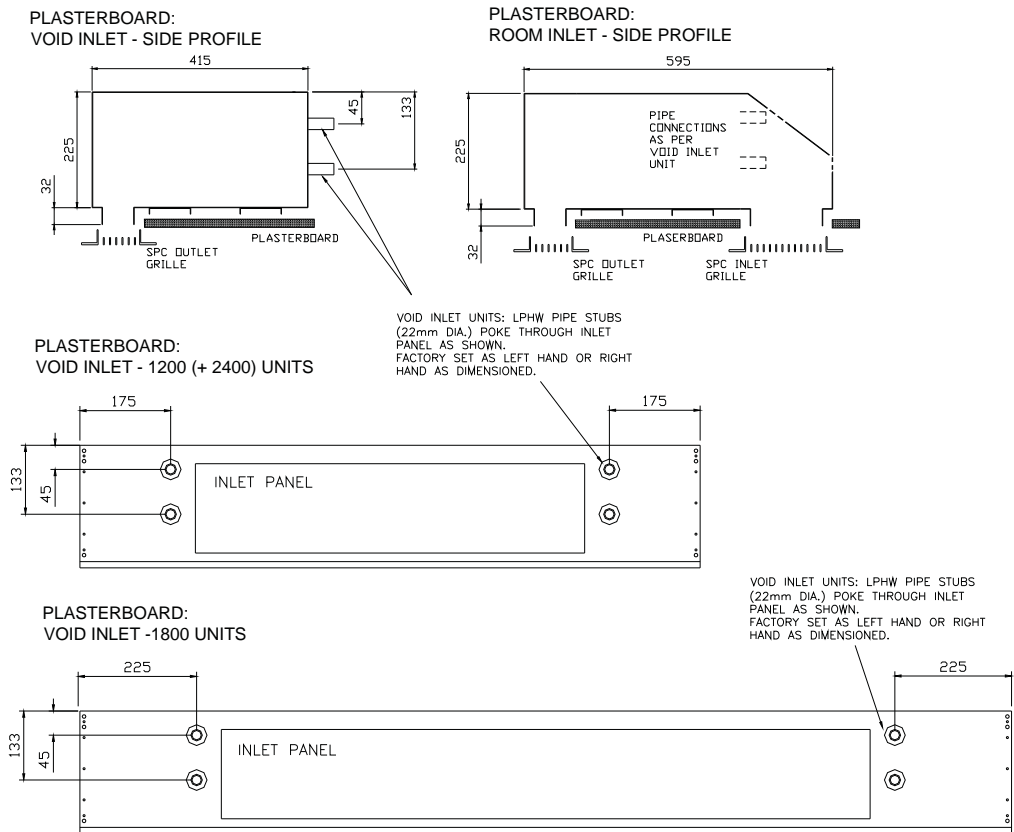 PLASTERBOARD:
VOID INLET - SIDE PROFILE
415
45
133
225
32
PLASTERBOARD
SPC OUTLET
GRILLE
PLASTERBOARD:
ROOM INLET - SIDE PROFILE
595
PIPE
CONNECTIONS
AS PER
VOID INLET
UNIT
225
32
PLASERBOARD
SPC OUTLET
GRILLE
SPC INLET
GRILLE
VOID INLET UNITS: LPHW PIPE STUBS
(22mm DIA.) POKE THROUGH INLET
PANEL AS SHOWN.
FACTORY SET AS LEFT HAND OR RIGHT
HAND AS DIMENSIONED.
PLASTERBOARD:
VOID INLET - 1200 (+ 2400) UNITS
175
175
133
45
INLET PANEL
VOID INLET UNITS: LPHW PIPE STUBS
(22mm DIA.) POKE THROUGH INLET
PANEL AS SHOWN.
FACTORY SET AS LEFT HAND OR RIGHT
HAND AS DIMENSIONED.
PLASTERBOARD:
VOID INLET -1800 UNITS
225
225
133
45
INLET PANEL